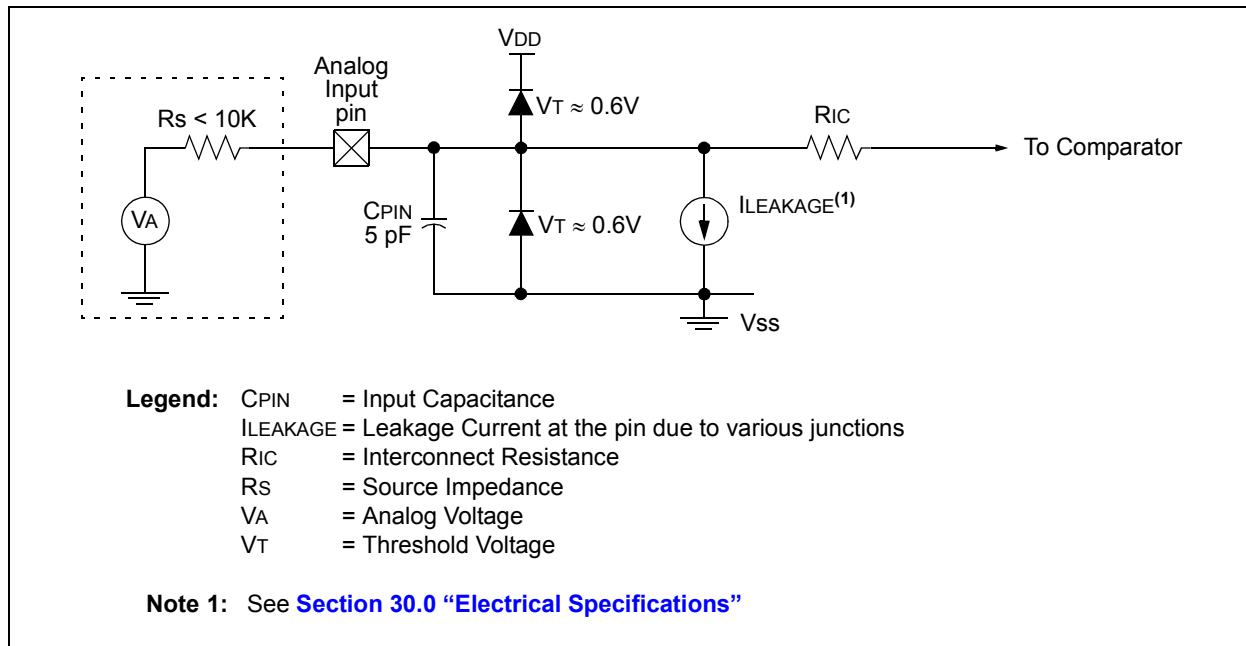 VDD
Analog
Input
pin
VT ≈ 0.6V
Rs < 10K
RIC
To Comparator
VA
CPIN
5 pF
VT ≈ 0.6V
ILEAKAGE(1)
Vss
Legend: CPIN = Input Capacitance
ILEAKAGE = Leakage Current at the pin due to various junctions
RIC = Interconnect Resistance
RS = Source Impedance
VA = Analog Voltage
VT = Threshold Voltage
Note 1: See Section 30.0 “Electrical Specifications”